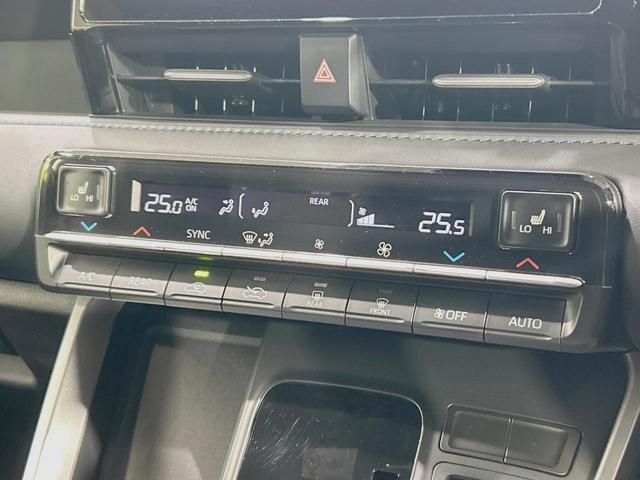 LO HI
25.0 A/C ON
REAR
25.5
LO HI
SYNC
A/C
REAR
REAR
FRONT
OFF
AUTO